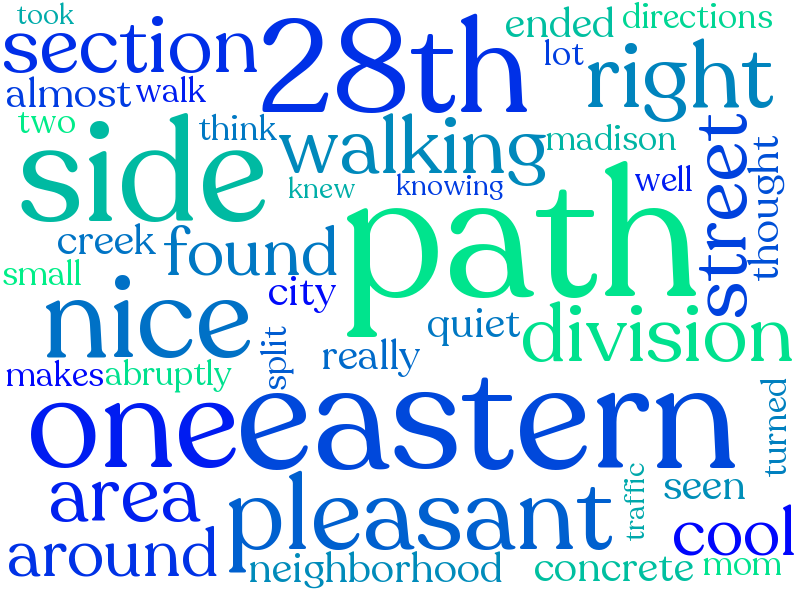 took
section
28th
ended
directions
almost
walk
lot
right
two
side
think
walking
madison
street
thought
knew
knowing
well
creek
found
path
small
nice
city
quiet
division
split
really
makes
abruptly
one
eastern
turned
area
pleasant
traffic
seen
around
cool
neighborhood
concrete
mom